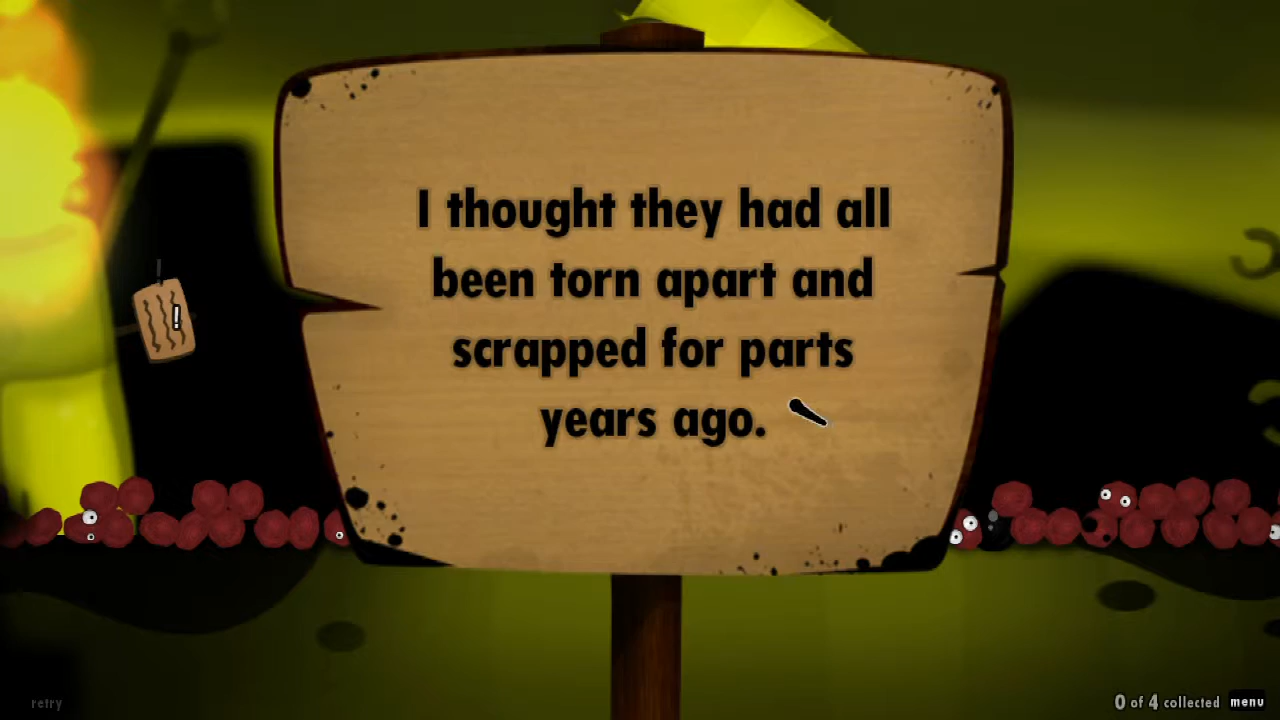 I thought they had all
been torn apart and
scrapped for parts
years ago.
!
retry
0 of 4 collected menu